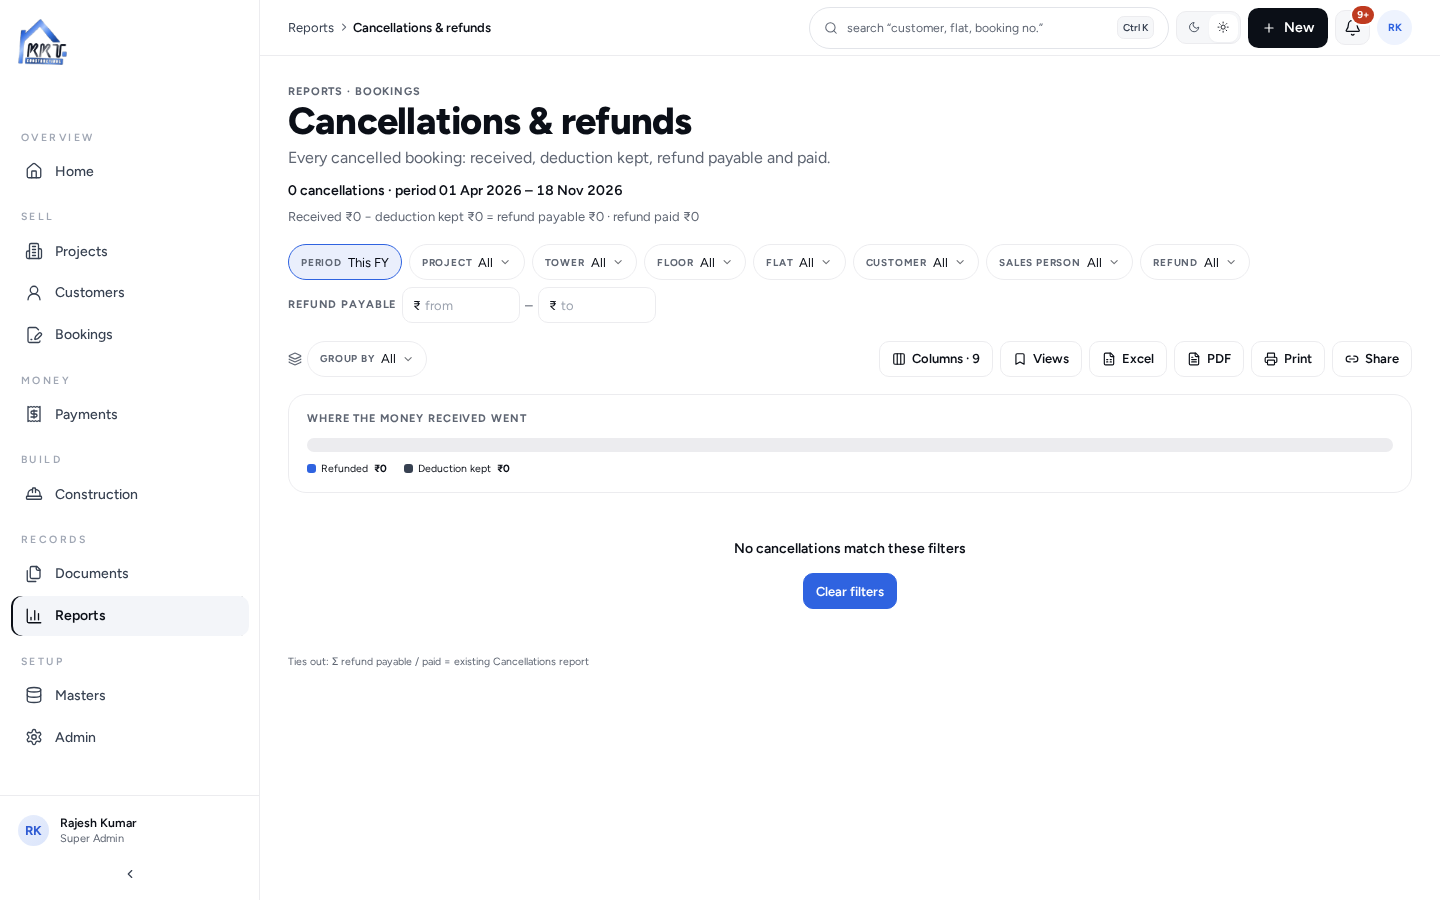 RKT
CONSTRUCTIONS
Reports > Cancellations & refunds
search “customer, flat, booking no.” Ctrl K
New
9+
RK
OVERVIEW
Home
SELL
Projects
Customers
Bookings
MONEY
Payments
BUILD
Construction
RECORDS
Documents
Reports
SETUP
Masters
Admin
RK
Rajesh Kumar
Super Admin
REPORTS · BOOKINGS
Cancellations & refunds
Every cancelled booking: received, deduction kept, refund payable and paid.
0 cancellations · period 01 Apr 2026 – 18 Nov 2026
Received ₹0 − deduction kept ₹0 = refund payable ₹0 · refund paid ₹0
PERIOD This FY PROJECT All TOWER All FLOOR All FLAT All CUSTOMER All SALES PERSON All REFUND All
REFUND PAYABLE ₹ from – ₹ to
GROUP BY All Columns · 9 Views Excel PDF Print Share
WHERE THE MONEY RECEIVED WENT
Refunded ₹0 Deduction kept ₹0
No cancellations match these filters
Clear filters
Ties out: Σ refund payable / paid = existing Cancellations report